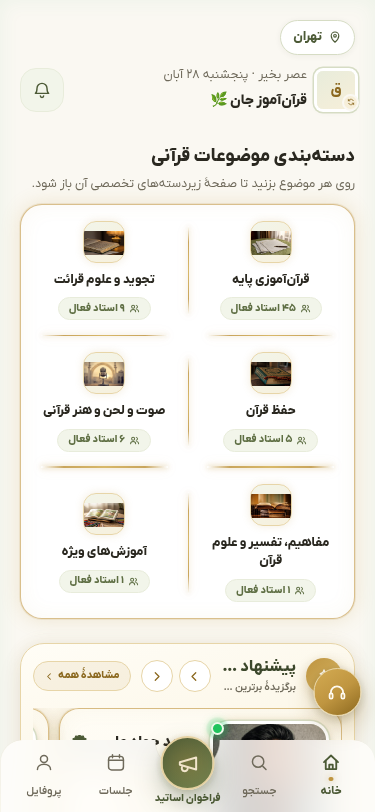 تهران
عصر بخیر · پنجشنبه ۲۸ آبان
قرآن‌آموز جان
ق
دسته‌بندی موضوعات قرآنی
روی هر موضوع بزنید تا صفحهٔ زیردسته‌های تخصصی آن باز شود.
قرآن‌آموزی پایه
۴۵ استاد فعال
تجوید و علوم قرائت
۹ استاد فعال
حفظ قرآن
۵ استاد فعال
صوت و لحن و هنر قرآنی
۶ استاد فعال
مفاهیم، تفسیر و علوم
قرآن
۱ استاد فعال
آموزش‌های ویژه
۱ استاد فعال
پیشنهاد ...
برگزیدهٔ برترین ...
مشاهدهٔ همه
خانه
جستجو
فراخوان اساتید
جلسات
پروفایل